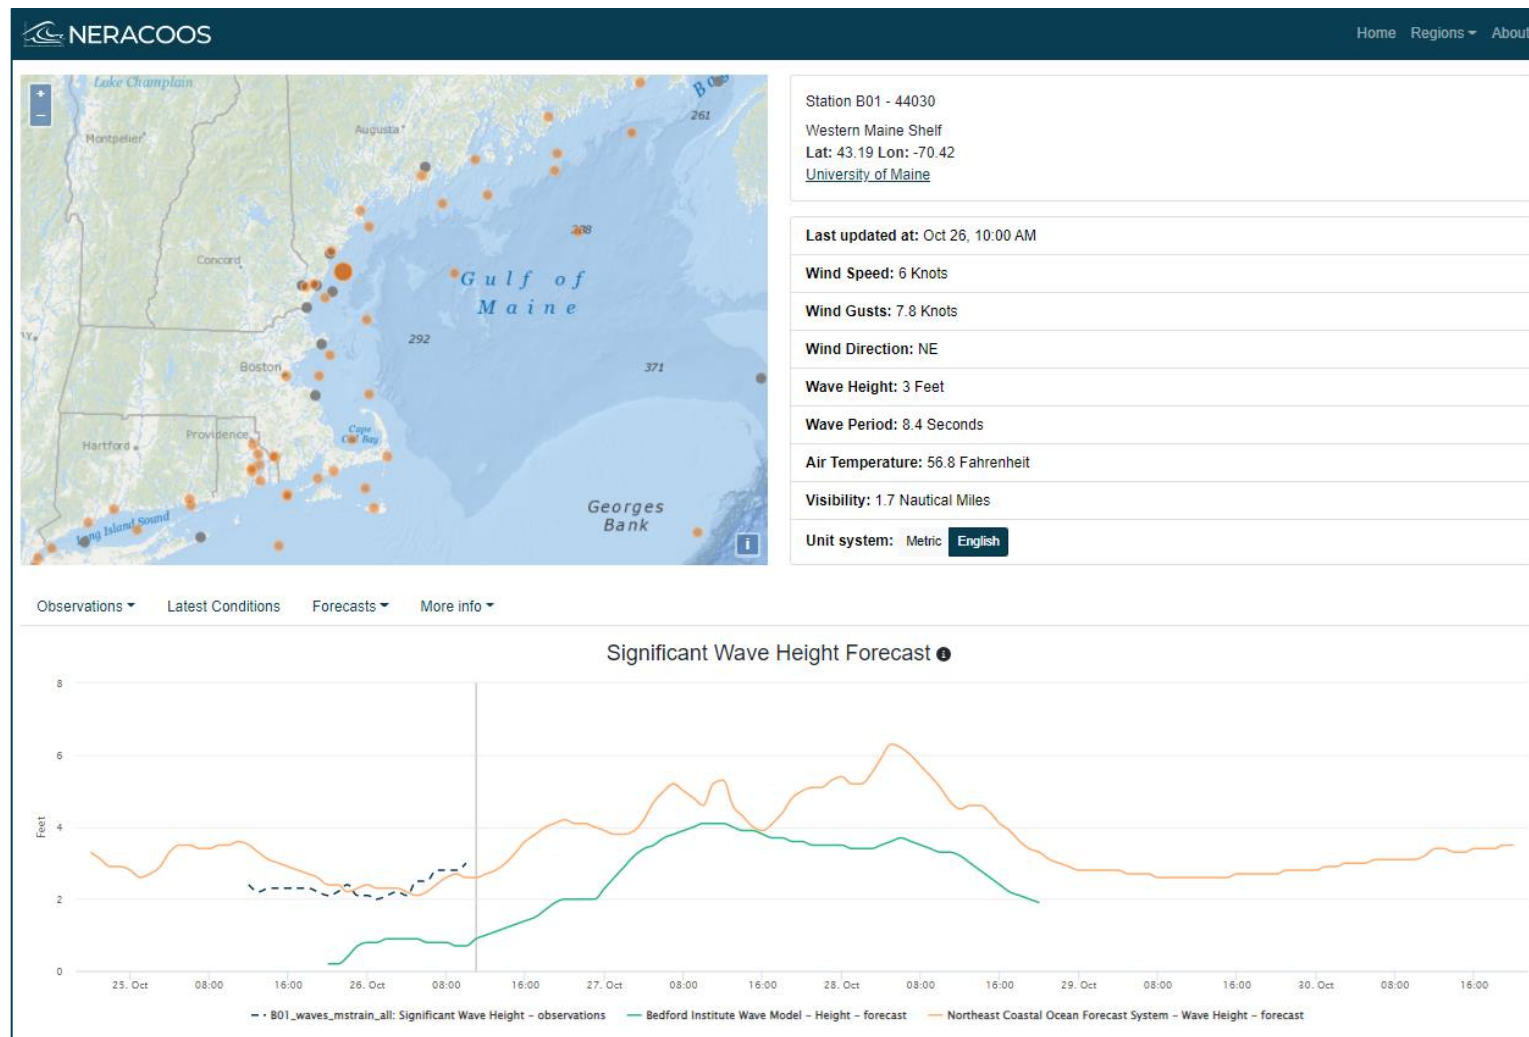 NERACOOS
Home Regions About
Lake Champlain
Montpelier
Augusta
261
Concord
Gulf of
Maine
292
371
Boston
Providence
Hartford
Cape
Cod Bay
Georges
Bank
Long Island Sound
+
−
i
Station B01 - 44030
Western Maine Shelf
Lat: 43.19 Lon: -70.42
University of Maine
Last updated at: Oct 26, 10:00 AM
Wind Speed: 6 Knots
Wind Gusts: 7.8 Knots
Wind Direction: NE
Wave Height: 3 Feet
Wave Period: 8.4 Seconds
Air Temperature: 56.8 Fahrenheit
Visibility: 1.7 Nautical Miles
Unit system: Metric English
Observations Latest Conditions Forecasts More info
Significant Wave Height Forecast
8
6
4
2
0
Feet
25. Oct 08:00 16:00 26. Oct 08:00 16:00 27. Oct 08:00 16:00 28. Oct 08:00 16:00 29. Oct 08:00 16:00 30. Oct 08:00 16:00
B01_waves_mstrain_all: Significant Wave Height – observations Bedford Institute Wave Model – Height – forecast Northeast Coastal Ocean Forecast System – Wave Height – forecast